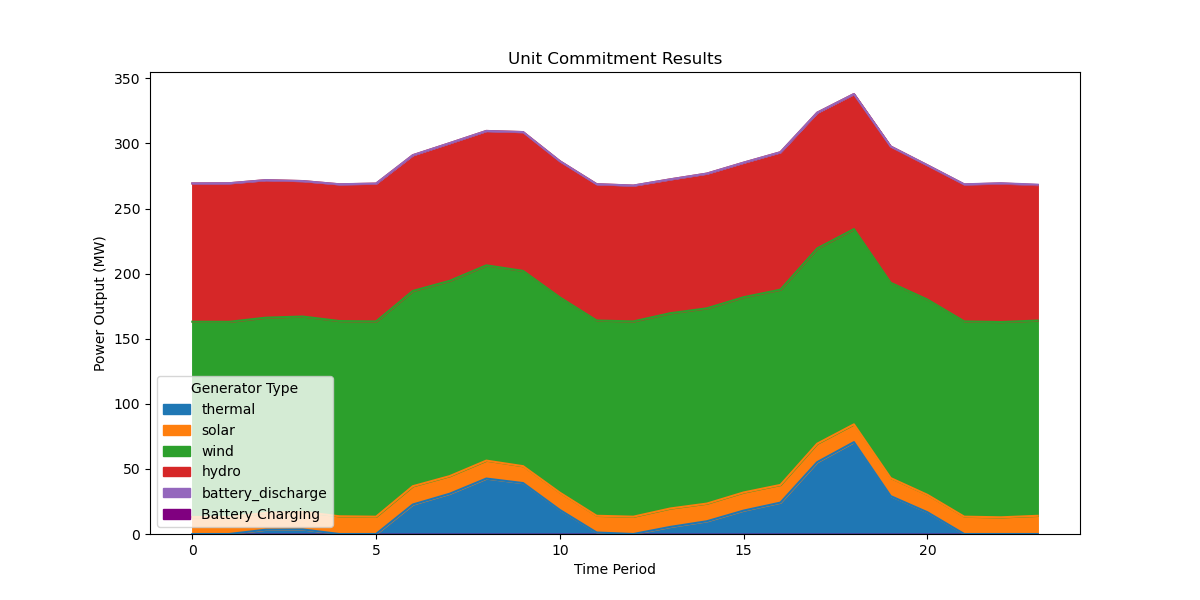 Unit Commitment Results
Power Output (MW)
350
300
250
200
150
100
50
0
Generator Type
thermal
solar
wind
hydro
battery_discharge
Battery Charging
0 5 10 15 20
Time Period